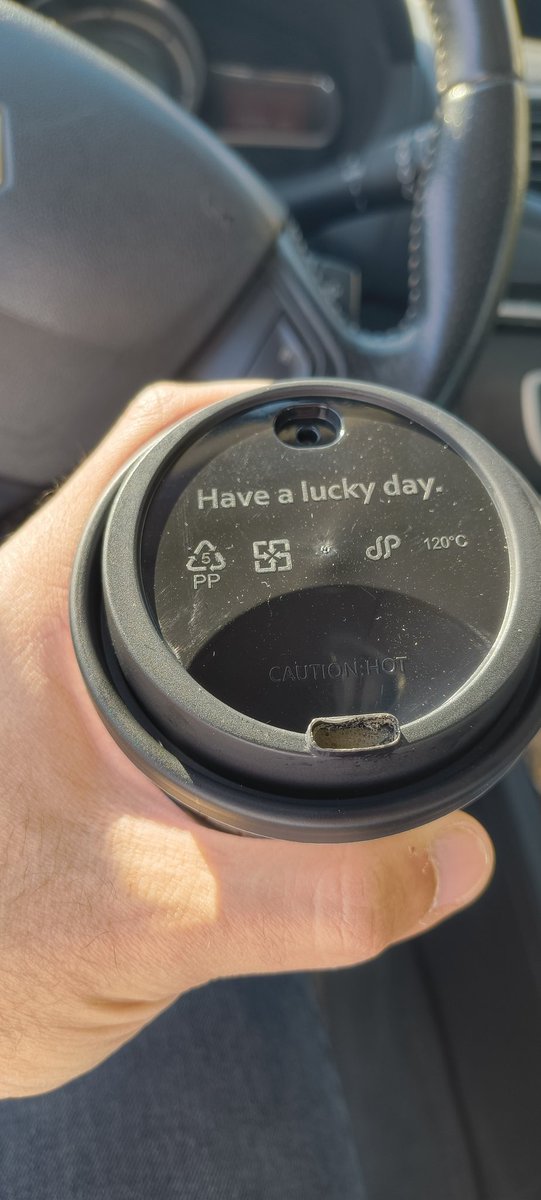 Have a lucky day.
5
PP
120°C
CAUTION:HOT